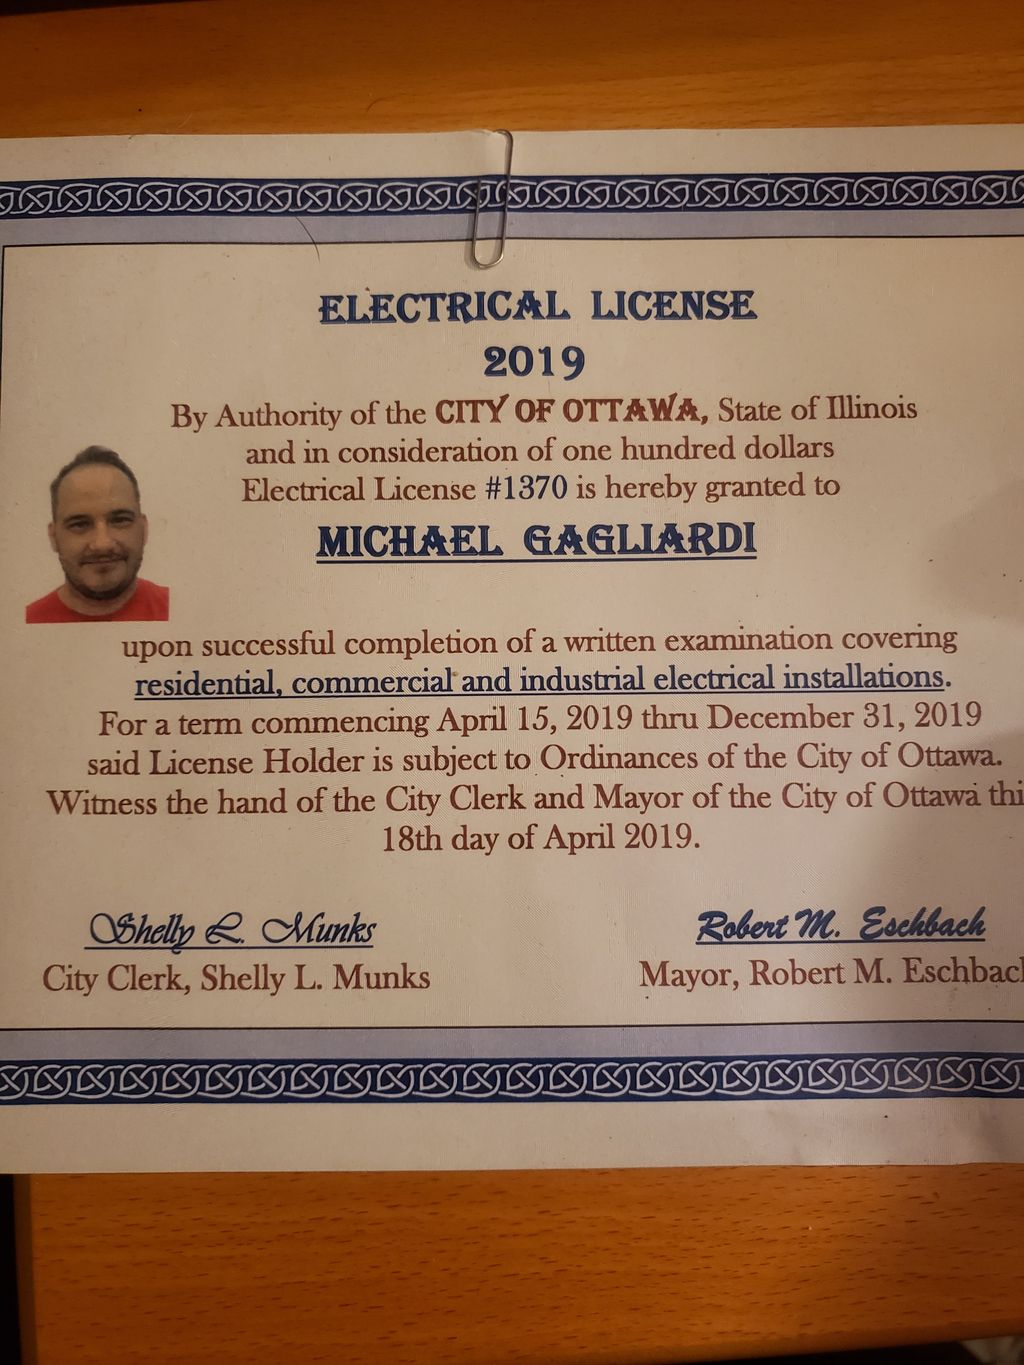 ELECTRICAL LICENSE
2019
By Authority of the CITY OF OTTAWA, State of Illinois
and in consideration of one hundred dollars
Electrical License #1370 is hereby granted to
MICHAEL GAGLIARDI
upon successful completion of a written examination covering
residential, commercial and industrial electrical installations.
For a term commencing April 15, 2019 thru December 31, 2019
said License Holder is subject to Ordinances of the City of Ottawa.
Witness the hand of the City Clerk and Mayor of the City of Ottawa thi
18th day of April 2019.
Shelly L. Munks
Robert M. Eschbach
City Clerk, Shelly L. Munks
Mayor, Robert M. Eschbach